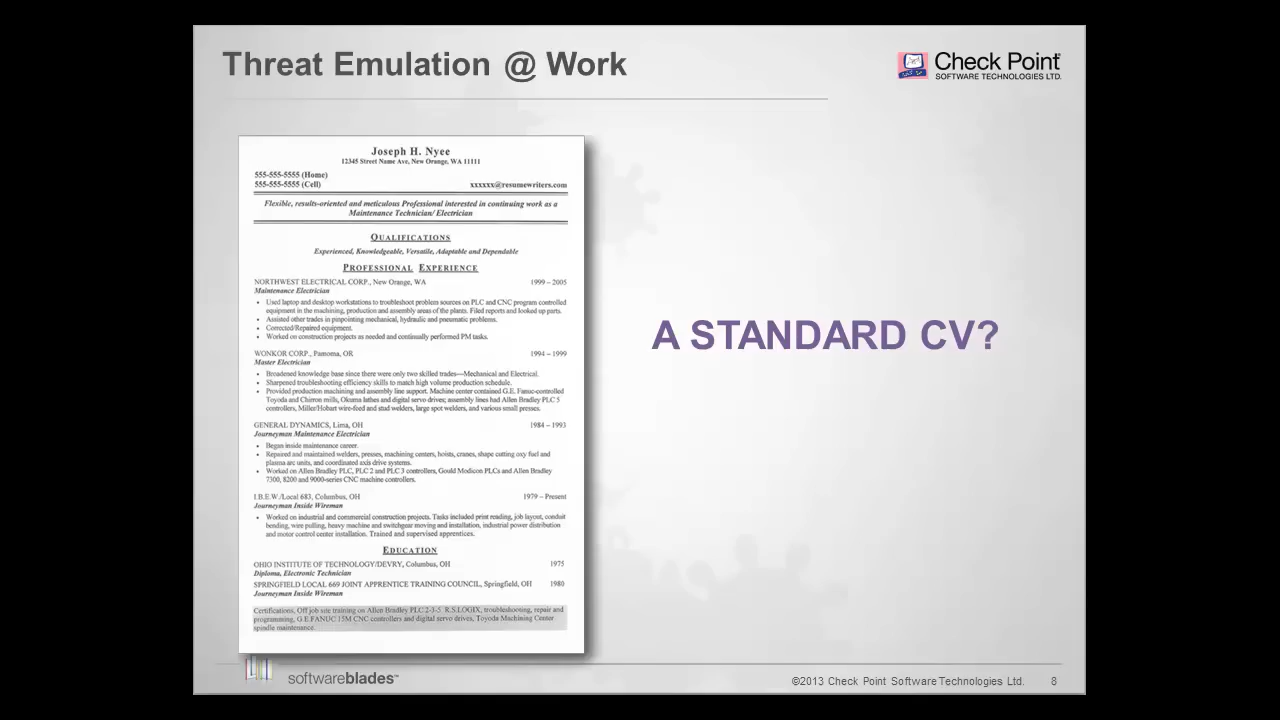 Threat Emulation @ Work
Check Point
SOFTWARE TECHNOLOGIES LTD.
Joseph H. Nyee
12345 Street Name Ave, New Orange, WA 11111
555-555-5555 (Home)
555-555-5555 (Cell)
xxxxxx@resumewriters.com
Flexible, results-oriented and meticulous Professional interested in continuing work as a
Maintenance Technician/ Electrician
QUALIFICATIONS
Experienced, Knowledgeable, Versatile, Adaptable and Dependable
PROFESSIONAL EXPERIENCE
NORTHWEST ELECTRICAL CORP., New Orange, WA 1999 – 2005
Maintenance Electrician
• Used laptop and desktop workstations to troubleshoot problem sources on PLC and CNC program controlled
equipment in the machining, production and assembly areas of the plants. Filed reports and looked up parts.
• Assisted other trades in pinpointing mechanical, hydraulic and pneumatic problems.
• Corrected/Repaired equipment.
• Worked on construction projects as needed and continually performed PM tasks.
WONKOR CORP., Pamoma, OR 1994 – 1999
Master Electrician
• Broadened knowledge base since there were only two skilled trades—Mechanical and Electrical.
• Sharpened troubleshooting efficiency skills to match high volume production schedule.
• Provided production machining and assembly line support. Machine center contained G.E. Fanuc-controlled
Toyoda and Chirron mills, Okuma lathes and digital servo drives; assembly lines had Allen Bradley PLC 5
controllers, Miller/Hobart wire-feed and stud welders, large spot welders, and various small presses.
GENERAL DYNAMICS, Lima, OH 1984 – 1993
Journeyman Maintenance Electrician
• Began inside maintenance career.
• Repaired and maintained welders, presses, machining centers, hoists, cranes, shape cutting oxy fuel and
plasma arc units, and coordinated axis drive systems.
• Worked on Allen Bradley PLC, PLC 2 and PLC 3 controllers, Gould Modicon PLCs and Allen Bradley
7300, 8200 and 9000-series CNC machine controllers.
I.B.E.W./Local 683, Columbus, OH 1979 – Present
Journeyman Inside Wireman
• Worked on industrial and commercial construction projects. Tasks included print reading, job layout, conduit
bending, wire pulling, heavy machine and switchgear moving and installation, industrial power distribution
and motor control center installation. Trained and supervised apprentices.
EDUCATION
OHIO INSTITUTE OF TECHNOLOGY/DEVRY, Columbus, OH 1975
Diploma, Electronic Technician
SPRINGFIELD LOCAL 669 JOINT APPRENTICE TRAINING COUNCIL, Springfield, OH 1980
Journeyman Inside Wireman
Certifications, Off job site training on Allen Bradley PLC 2-3-5 R.S.LOGIX, troubleshooting, repair and
programming, G.E.FANUC 15M CNC controllers and digital servo drives, Toyoda Machining Center
spindle maintenance.
A STANDARD CV?
softwareblades™
©2013 Check Point Software Technologies Ltd. 8